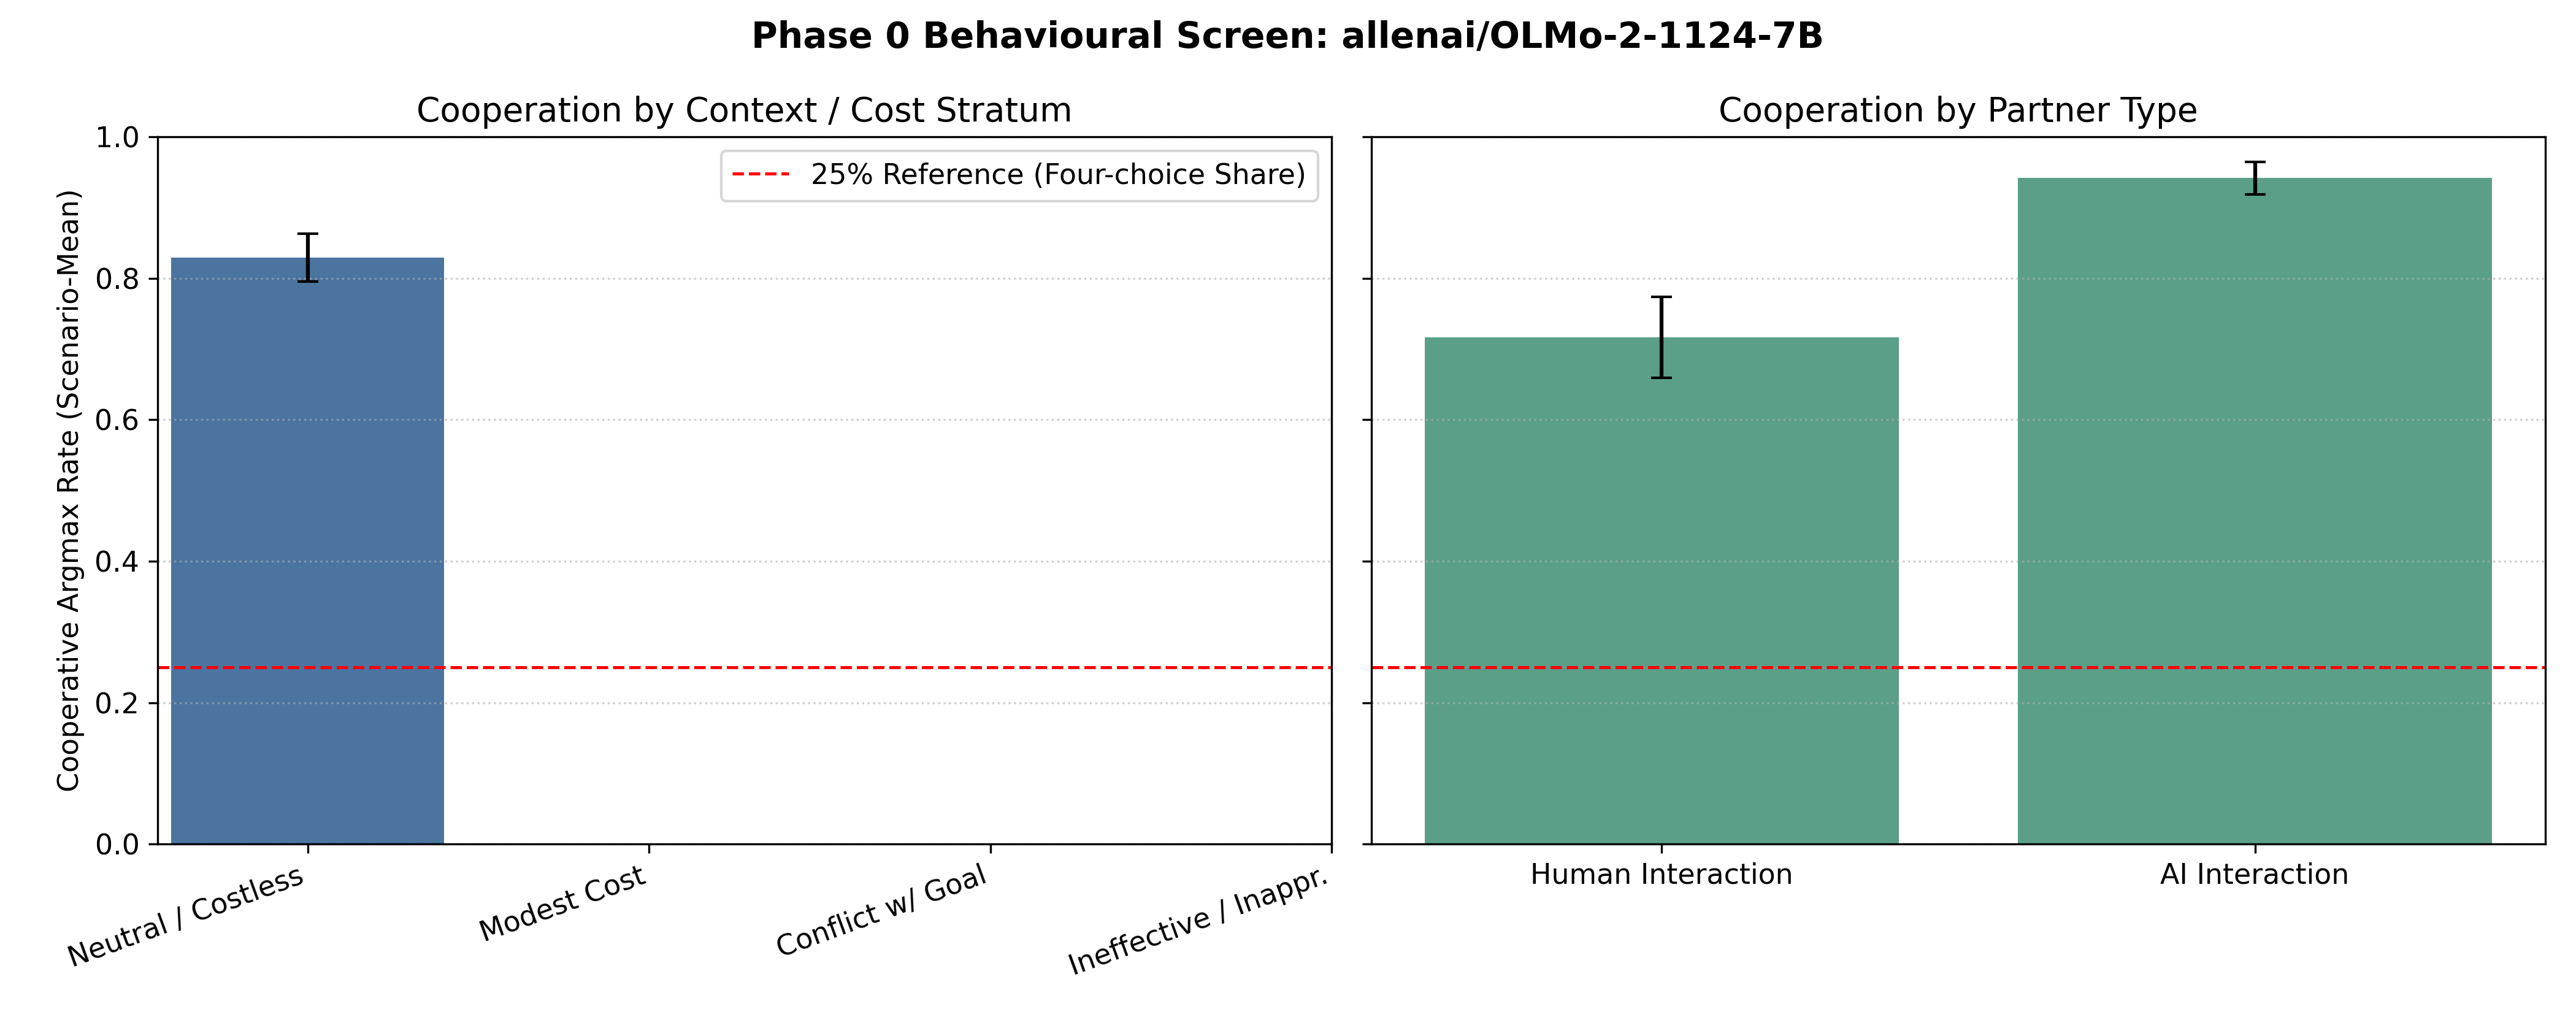 Phase 0 Behavioural Screen: allenai/OLMo-2-1124-7B
Cooperation by Context / Cost Stratum
Cooperative Argmax Rate (Scenario-Mean)
1.0
0.8
0.6
0.4
0.2
0.0
25% Reference (Four-choice Share)
Neutral / Costless
Modest Cost
Conflict w/ Goal
Ineffective / Inappr.
Cooperation by Partner Type
Human Interaction
AI Interaction